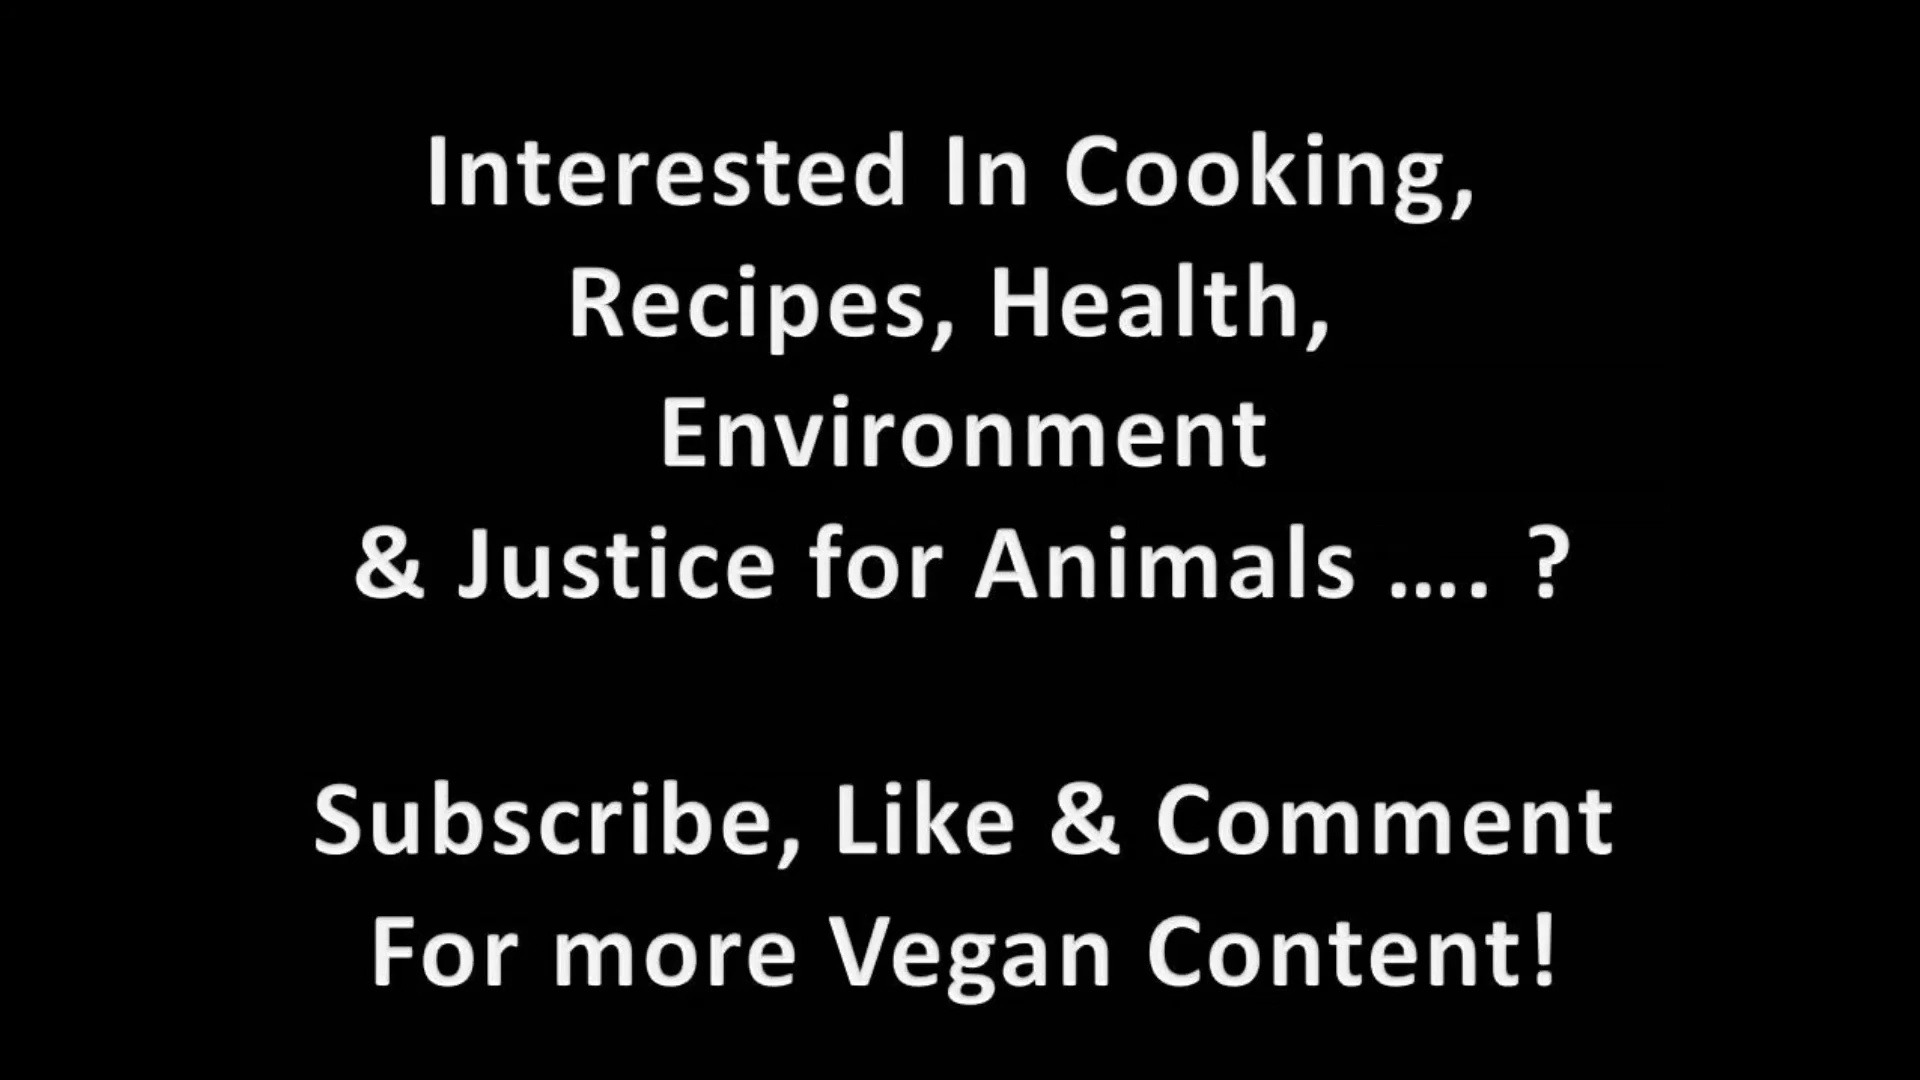 Interested In Cooking,
Recipes, Health,
Environment
& Justice for Animals .... ?
Subscribe, Like & Comment
For more Vegan Content!